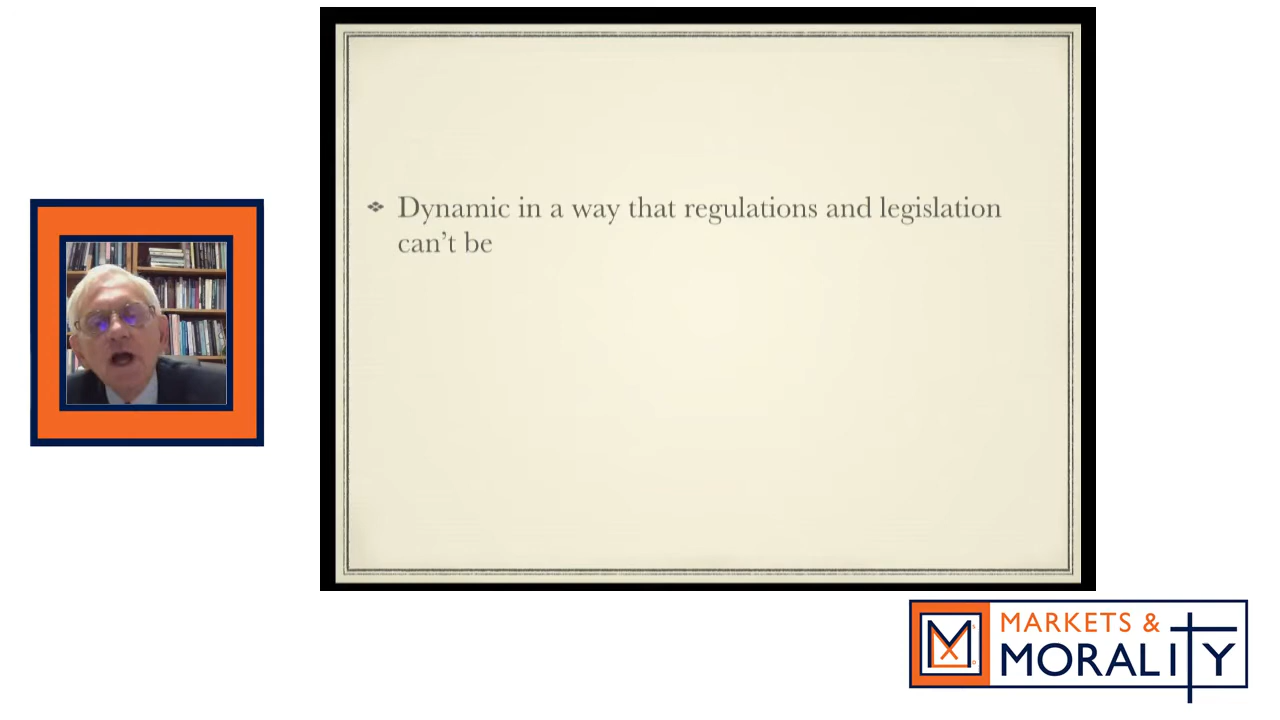 Dynamic in a way that regulations and legislation
can’t be
MARKETS &
MORALITY